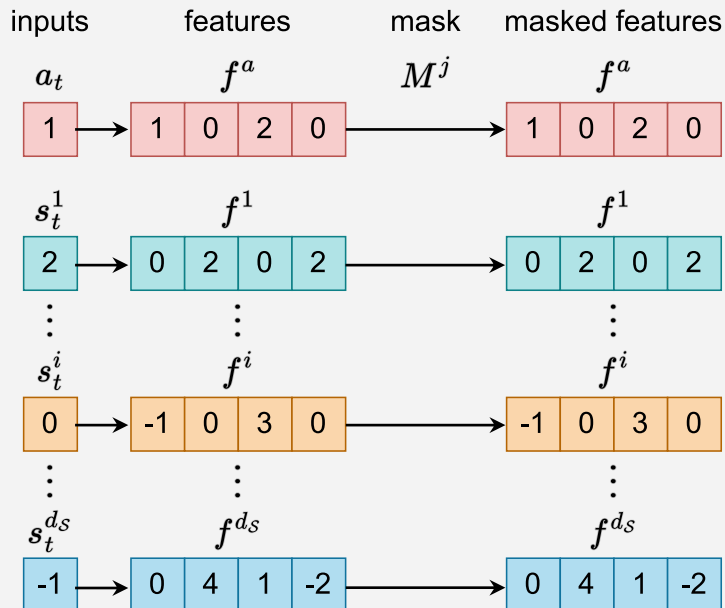 inputs features mask masked features
a_t f^a M^j f^a
1 1 0 2 0 1 0 2 0
s_t^1 f^1 f^1
2 0 2 0 2 0 2 0 2
⋮ ⋮ ⋮
s_t^i f^i f^i
0 -1 0 3 0 -1 0 3 0
⋮ ⋮ ⋮
s_t^{d_𝒮} f^{d_𝒮} f^{d_𝒮}
-1 0 4 1 -2 0 4 1 -2